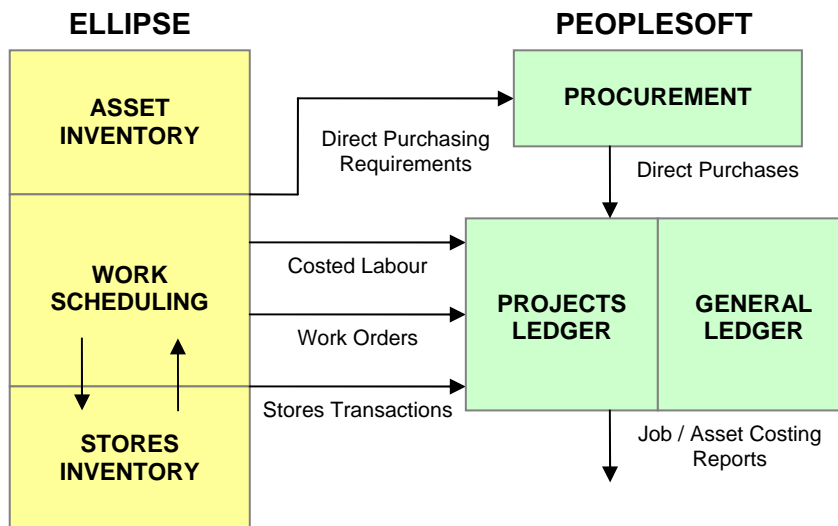 ELLIPSE
PEOPLESOFT
ASSET
INVENTORY
PROCUREMENT
Direct Purchasing
Requirements
Direct Purchases
WORK
SCHEDULING
Costed Labour
PROJECTS
LEDGER
GENERAL
LEDGER
Work Orders
Stores Transactions
STORES
INVENTORY
Job / Asset Costing
Reports